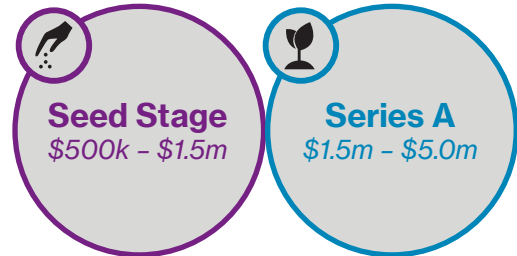 Seed Stage
$500k – $1.5m
Series A
$1.5m – $5.0m